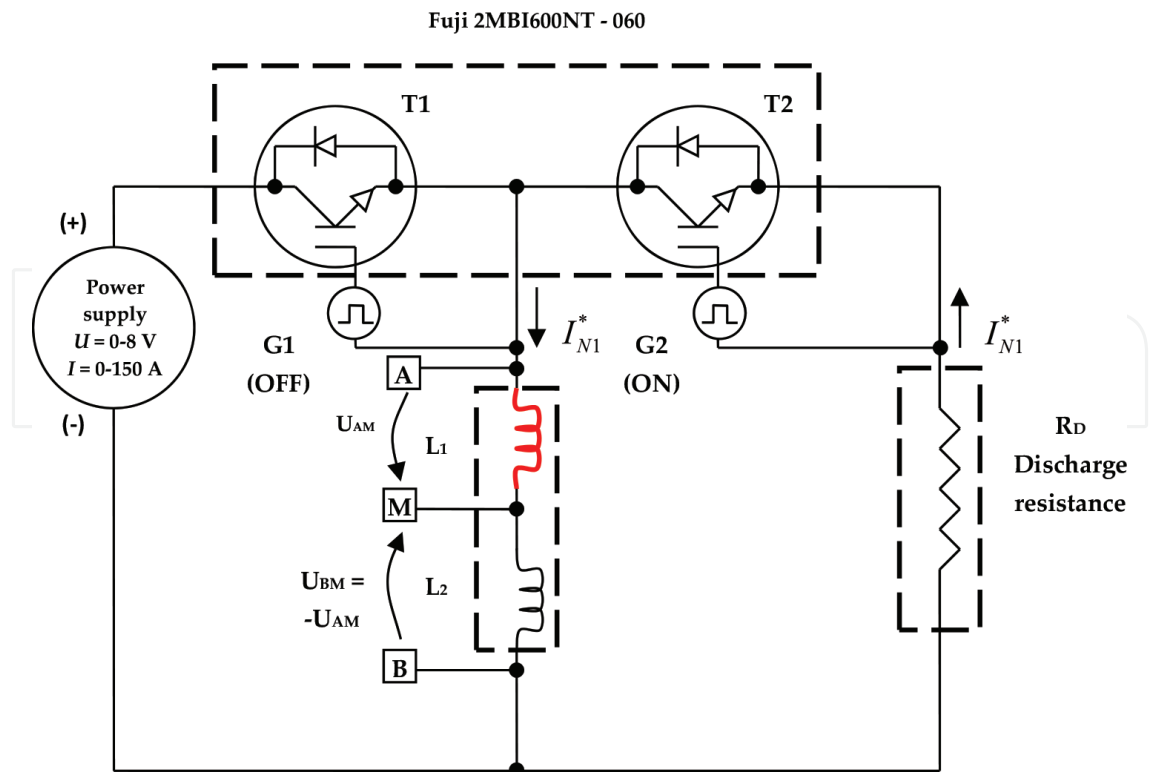 Fuji 2MBI600NT - 060
T1
T2
(+)
Power
supply
U = 0-8 V
I = 0-150 A
(-)
G1
(OFF)
I*N1
G2
(ON)
I*N1
A
UAM
L1
M
UBM =
-UAM
L2
B
RD
Discharge
resistance